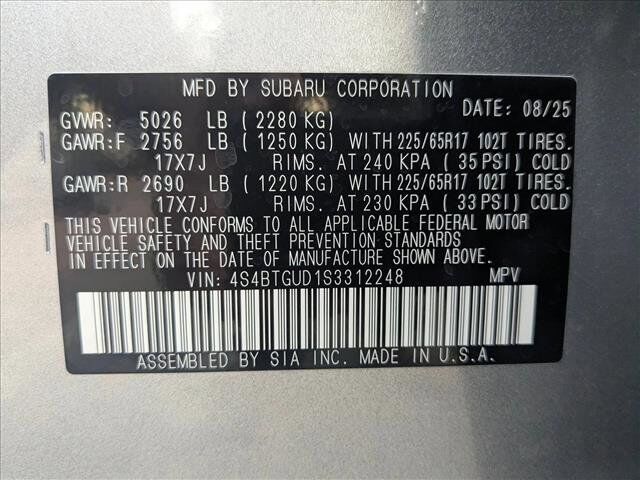 MFD BY SUBARU CORPORATION
DATE: 08/25
GVWR: 5026 LB ( 2280 KG)
GAWR:F 2756 LB ( 1250 KG) WITH 225/65R17 102T TIRES.
17X7J RIMS. AT 240 KPA ( 35 PSI) COLD
GAWR:R 2690 LB ( 1220 KG) WITH 225/65R17 102T TIRES.
17X7J RIMS. AT 230 KPA ( 33 PSI) COLD
THIS VEHICLE CONFORMS TO ALL APPLICABLE FEDERAL MOTOR
VEHICLE SAFETY AND THEFT PREVENTION STANDARDS
IN EFFECT ON THE DATE OF MANUFACTURE SHOWN ABOVE.
VIN: 4S4BTGUD1S3312248 MPV
ASSEMBLED BY SIA INC. MADE IN U.S.A.